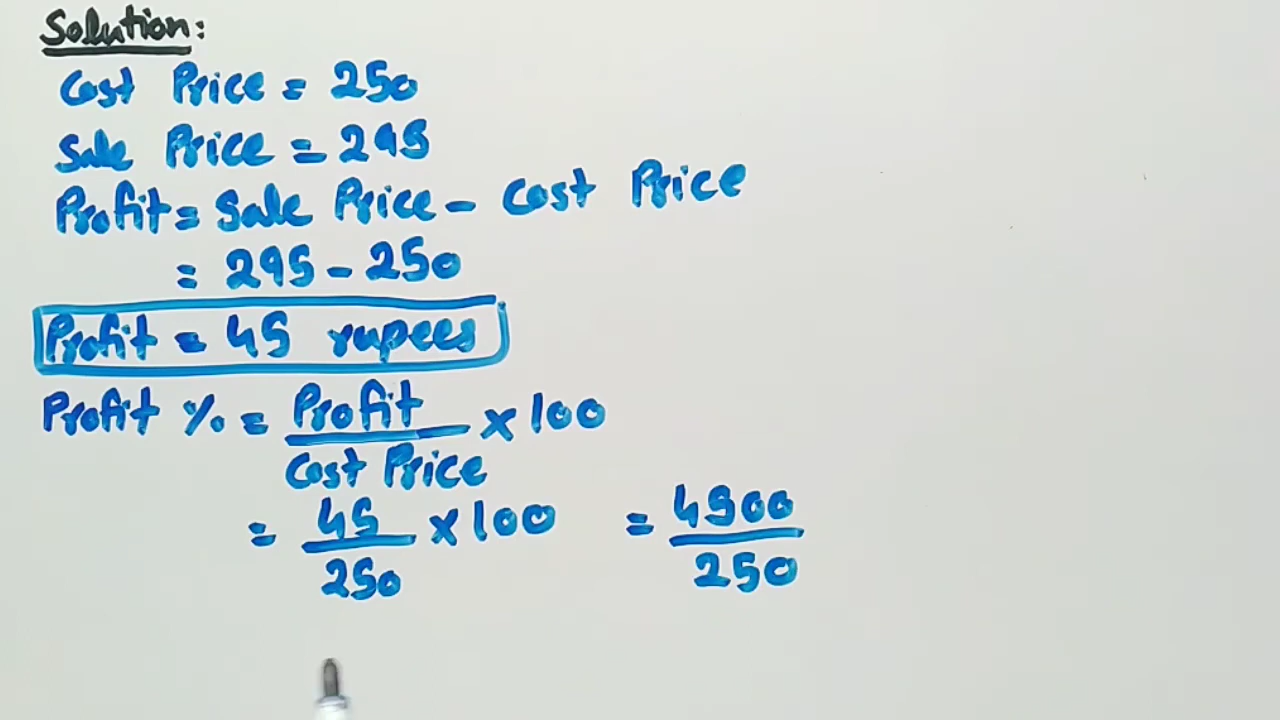 Solution:
Cost Price = 250
Sale Price = 295
Profit = Sale Price - Cost Price
= 295 - 250
Profit = 45 rupees
Profit % = Profit / Cost Price × 100
= 45 / 250 × 100 = 4500 / 250